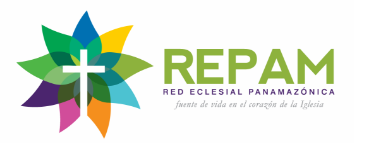 REPAM
RED ECLESIAL PANAMAZÓNICA
fuente de vida en el corazón de la Iglesia